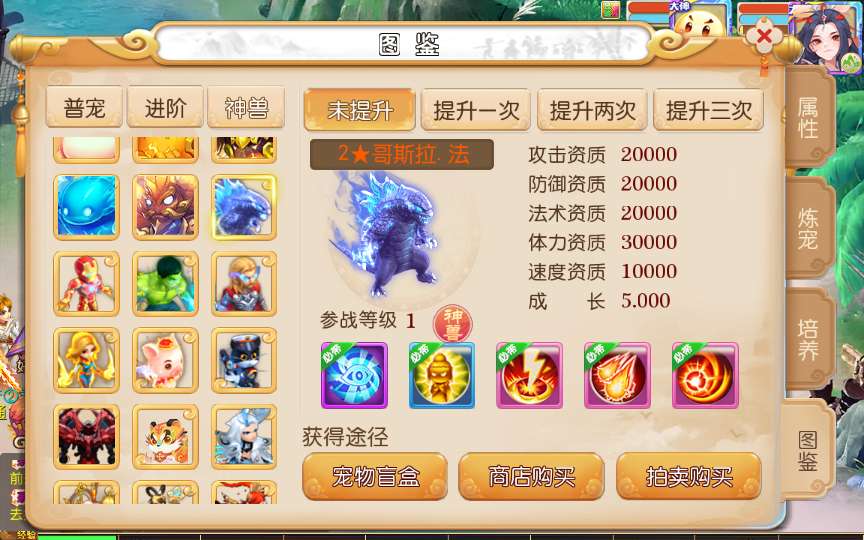 大神
图 鉴
普宠
进阶
神兽
未提升
提升一次
提升两次
提升三次
属性
炼宠
培养
图鉴
2★哥斯拉.法
攻击资质 20000
防御资质 20000
法术资质 20000
体力资质 30000
速度资质 10000
成 长 5.000
参战等级 1
神兽
必带
必带
必带
必带
必带
获得途径
宠物盲盒
商店购买
拍卖购买
前
去
经验